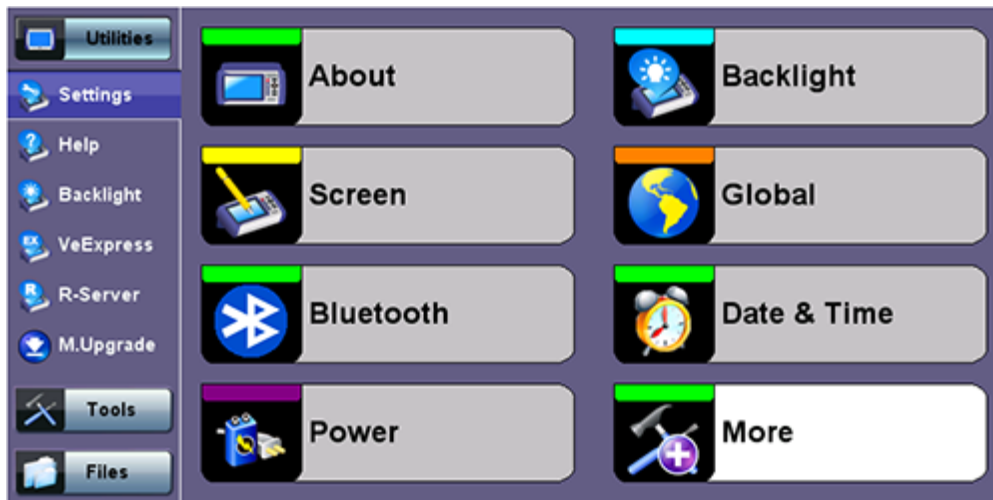 Utilities
Settings
Help
Backlight
VeExpress
R-Server
M.Upgrade
Tools
Files
About
Backlight
Screen
Global
Bluetooth
Date & Time
Power
More